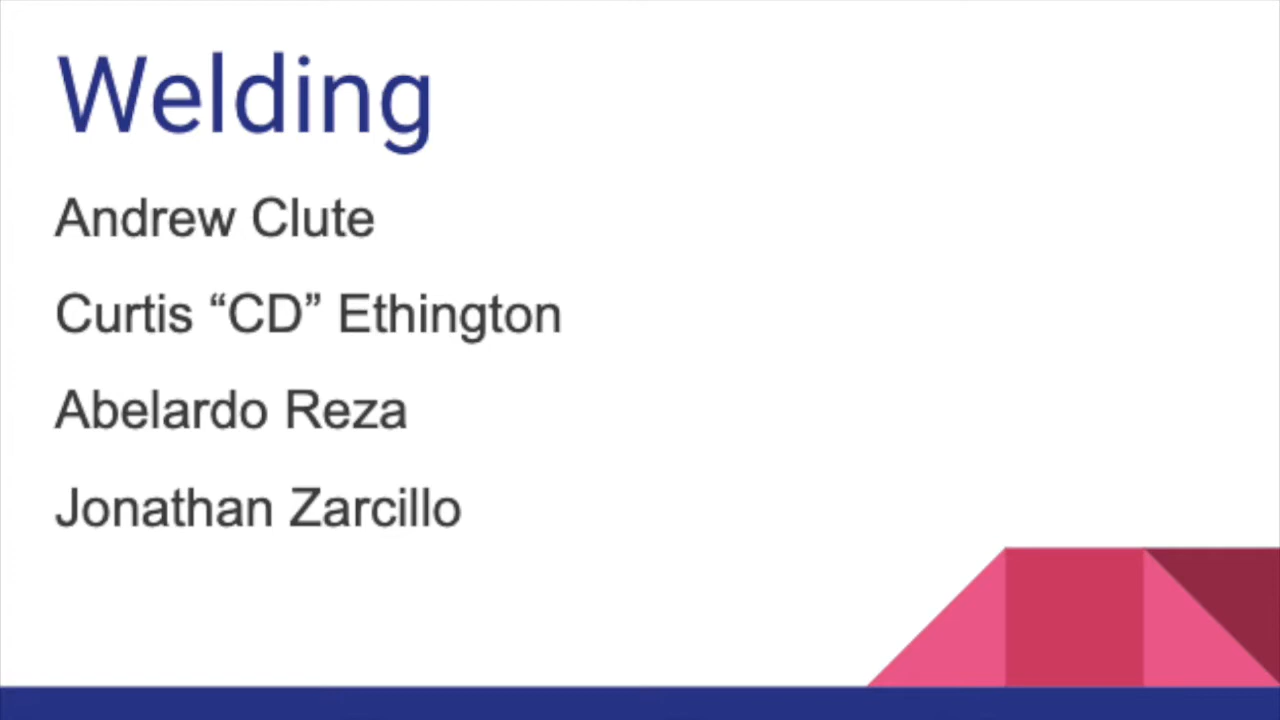 Welding
Andrew Clute
Curtis “CD” Ethington
Abelardo Reza
Jonathan Zarcillo